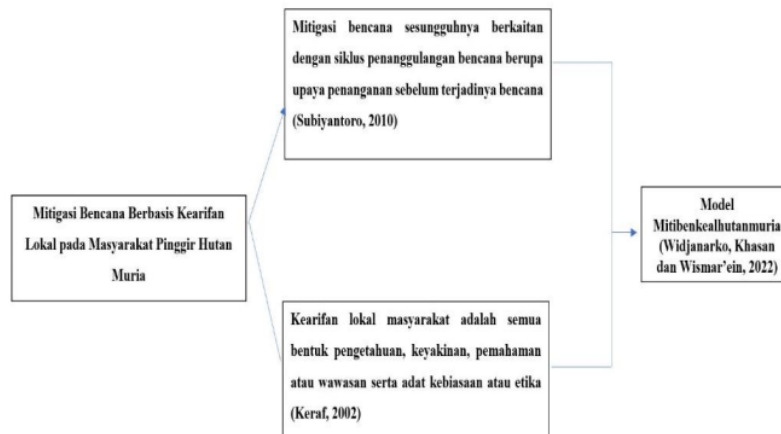 Mitigasi bencana sesungguhnya berkaitan
dengan siklus penanggulangan bencana berupa
upaya penanganan sebelum terjadinya bencana
(Subiyantoro, 2010)
Mitigasi Bencana Berbasis Kearifan
Lokal pada Masyarakat Pinggir Hutan
Muria
Model
Mitibenkealhutanmuria
(Widjanarko, Khasan
dan Wismar’ein, 2022)
Kearifan lokal masyarakat adalah semua
bentuk pengetahuan, keyakinan, pemahaman
atau wawasan serta adat kebiasaan atau etika
(Keraf, 2002)